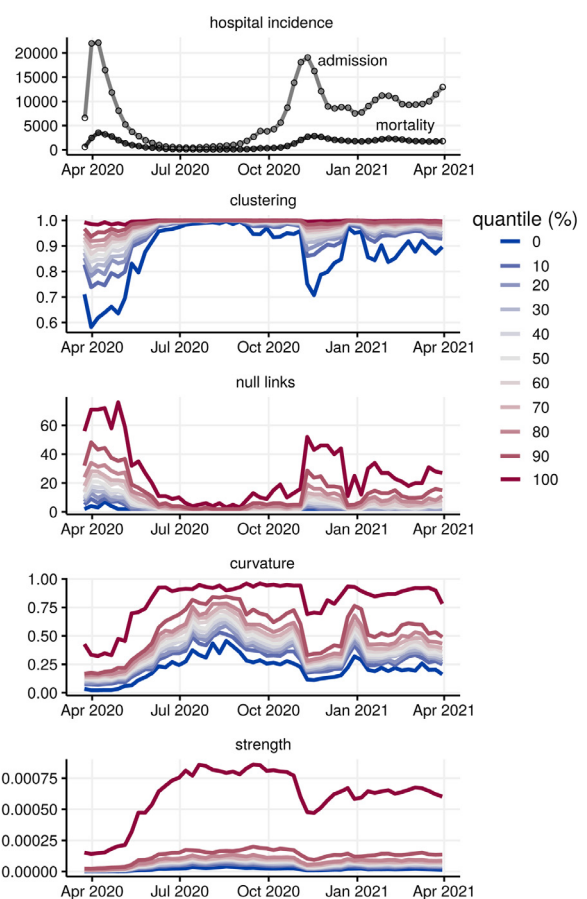 hospital incidence
20000
15000
10000
5000
0
admission
mortality
Apr 2020 Jul 2020 Oct 2020 Jan 2021 Apr 2021
clustering
1.0
0.9
0.8
0.7
0.6
Apr 2020 Jul 2020 Oct 2020 Jan 2021 Apr 2021
quantile (%)
0
10
20
30
40
50
60
70
80
90
100
null links
60
40
20
0
Apr 2020 Jul 2020 Oct 2020 Jan 2021 Apr 2021
curvature
1.00
0.75
0.50
0.25
0.00
Apr 2020 Jul 2020 Oct 2020 Jan 2021 Apr 2021
strength
0.00075
0.00050
0.00025
0.00000
Apr 2020 Jul 2020 Oct 2020 Jan 2021 Apr 2021